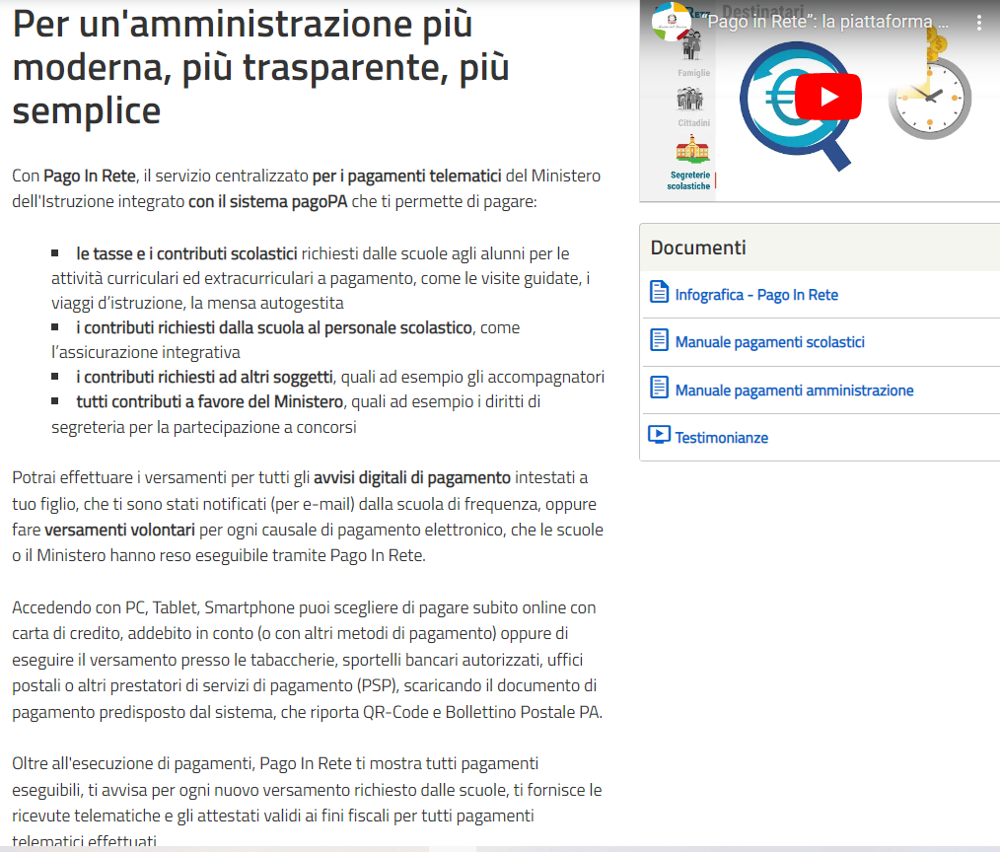 Per un'amministrazione più
moderna, più trasparente, più
semplice
Con Pago In Rete, il servizio centralizzato per i pagamenti telematici del Ministero
dell'Istruzione integrato con il sistema pagoPA che ti permette di pagare:
▪ le tasse e i contributi scolastici richiesti dalle scuole agli alunni per le
attività curriculari ed extracurriculari a pagamento, come le visite guidate, i
viaggi d’istruzione, la mensa autogestita
▪ i contributi richiesti dalla scuola al personale scolastico, come
l’assicurazione integrativa
▪ i contributi richiesti ad altri soggetti, quali ad esempio gli accompagnatori
▪ tutti contributi a favore del Ministero, quali ad esempio i diritti di
segreteria per la partecipazione a concorsi
Potrai effettuare i versamenti per tutti gli avvisi digitali di pagamento intestati a
tuo figlio, che ti sono stati notificati (per e-mail) dalla scuola di frequenza, oppure
fare versamenti volontari per ogni causale di pagamento elettronico, che le scuole
o il Ministero hanno reso eseguibile tramite Pago In Rete.
Accedendo con PC, Tablet, Smartphone puoi scegliere di pagare subito online con
carta di credito, addebito in conto (o con altri metodi di pagamento) oppure di
eseguire il versamento presso le tabaccherie, sportelli bancari autorizzati, uffici
postali o altri prestatori di servizi di pagamento (PSP), scaricando il documento di
pagamento predisposto dal sistema, che riporta QR-Code e Bollettino Postale PA.
Oltre all'esecuzione di pagamenti, Pago In Rete ti mostra tutti pagamenti
eseguibili, ti avvisa per ogni nuovo versamento richiesto dalle scuole, ti fornisce le
ricevute telematiche e gli attestati validi ai fini fiscali per tutti pagamenti
telematici effettuati
Destinatari
“Pago in Rete”: la piattaforma ...
Famiglie
Cittadini
Segreterie
scolastiche
Documenti
Infografica - Pago In Rete
Manuale pagamenti scolastici
Manuale pagamenti amministrazione
Testimonianze